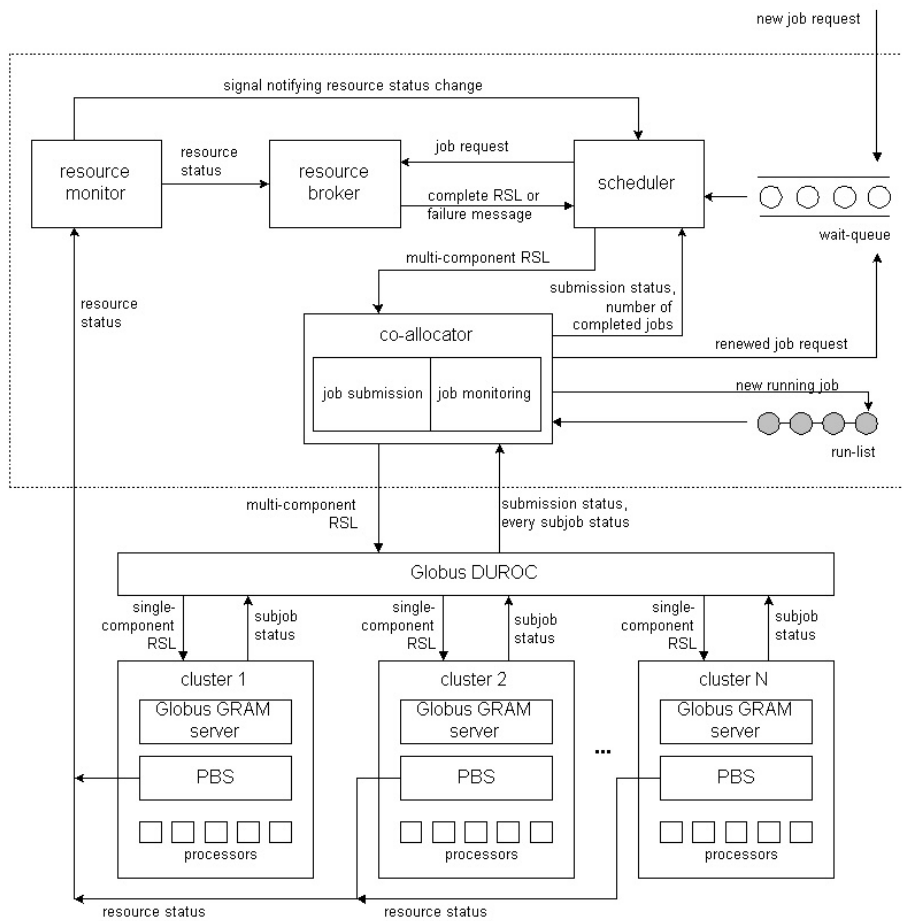 new job request
signal notifying resource status change
resource
monitor
resource
status
resource
broker
job request
complete RSL or
failure message
scheduler
wait-queue
multi-component RSL
submission status,
number of
completed jobs
resource
status
co-allocator
job submission
job monitoring
renewed job request
new running job
run-list
multi-component
RSL
submission status,
every subjob status
Globus DUROC
single-
component
RSL
subjob
status
single-
component
RSL
subjob
status
single-
component
RSL
subjob
status
cluster 1
Globus GRAM
server
PBS
processors
cluster 2
Globus GRAM
server
PBS
processors
...
cluster N
Globus GRAM
server
PBS
processors
resource status
resource status